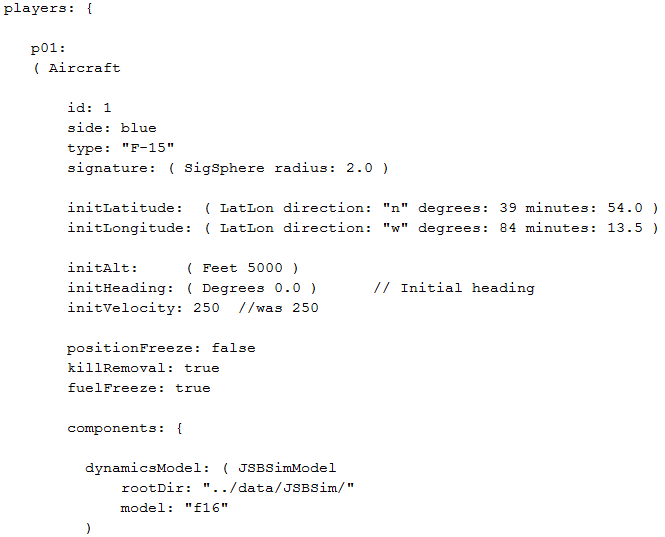 players: {
p01:
( Aircraft
id: 1
side: blue
type: "F-15"
signature: ( SigSphere radius: 2.0 )
initLatitude:  ( LatLon direction: "n" degrees: 39 minutes: 54.0 )
initLongitude: ( LatLon direction: "w" degrees: 84 minutes: 13.5 )
initAlt:     ( Feet 5000 )
initHeading: ( Degrees 0.0 )      // Initial heading
initVelocity: 250  //was 250
positionFreeze: false
killRemoval: true
fuelFreeze: true
components: {
dynamicsModel: ( JSBSimModel
rootDir: "../data/JSBSim/"
model: "f16"
)